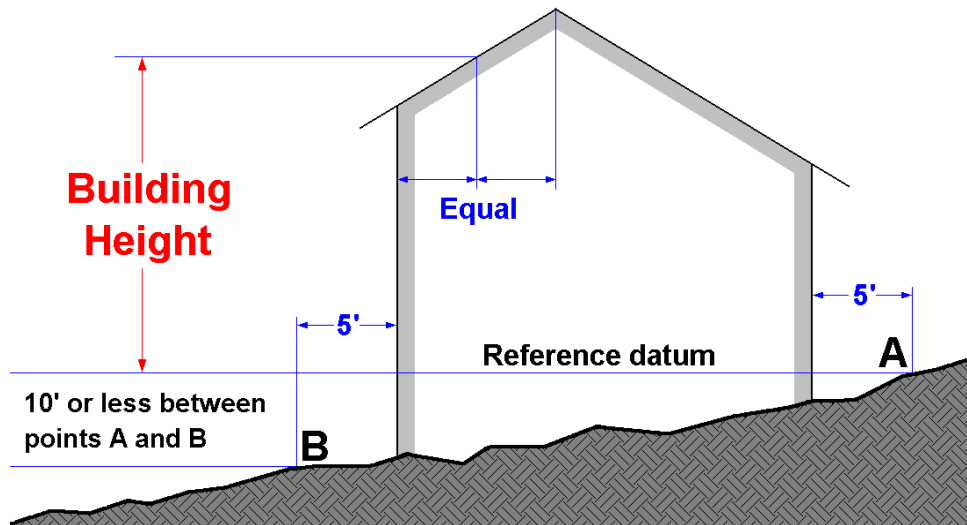 Building
Height
Equal
5'
5'
Reference datum
A
10' or less between
points A and B
B